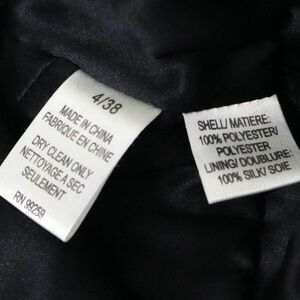 4/38
MADE IN CHINA
FABRIQUE EN CHINE
DRY CLEAN ONLY
NETTOYAGE A SEC
SEULEMENT
RN 99259
SHELL/ MATIERE:
100% POLYESTER/
POLYESTER
LINING/ DOUBLURE:
100% SILK/ SOIE